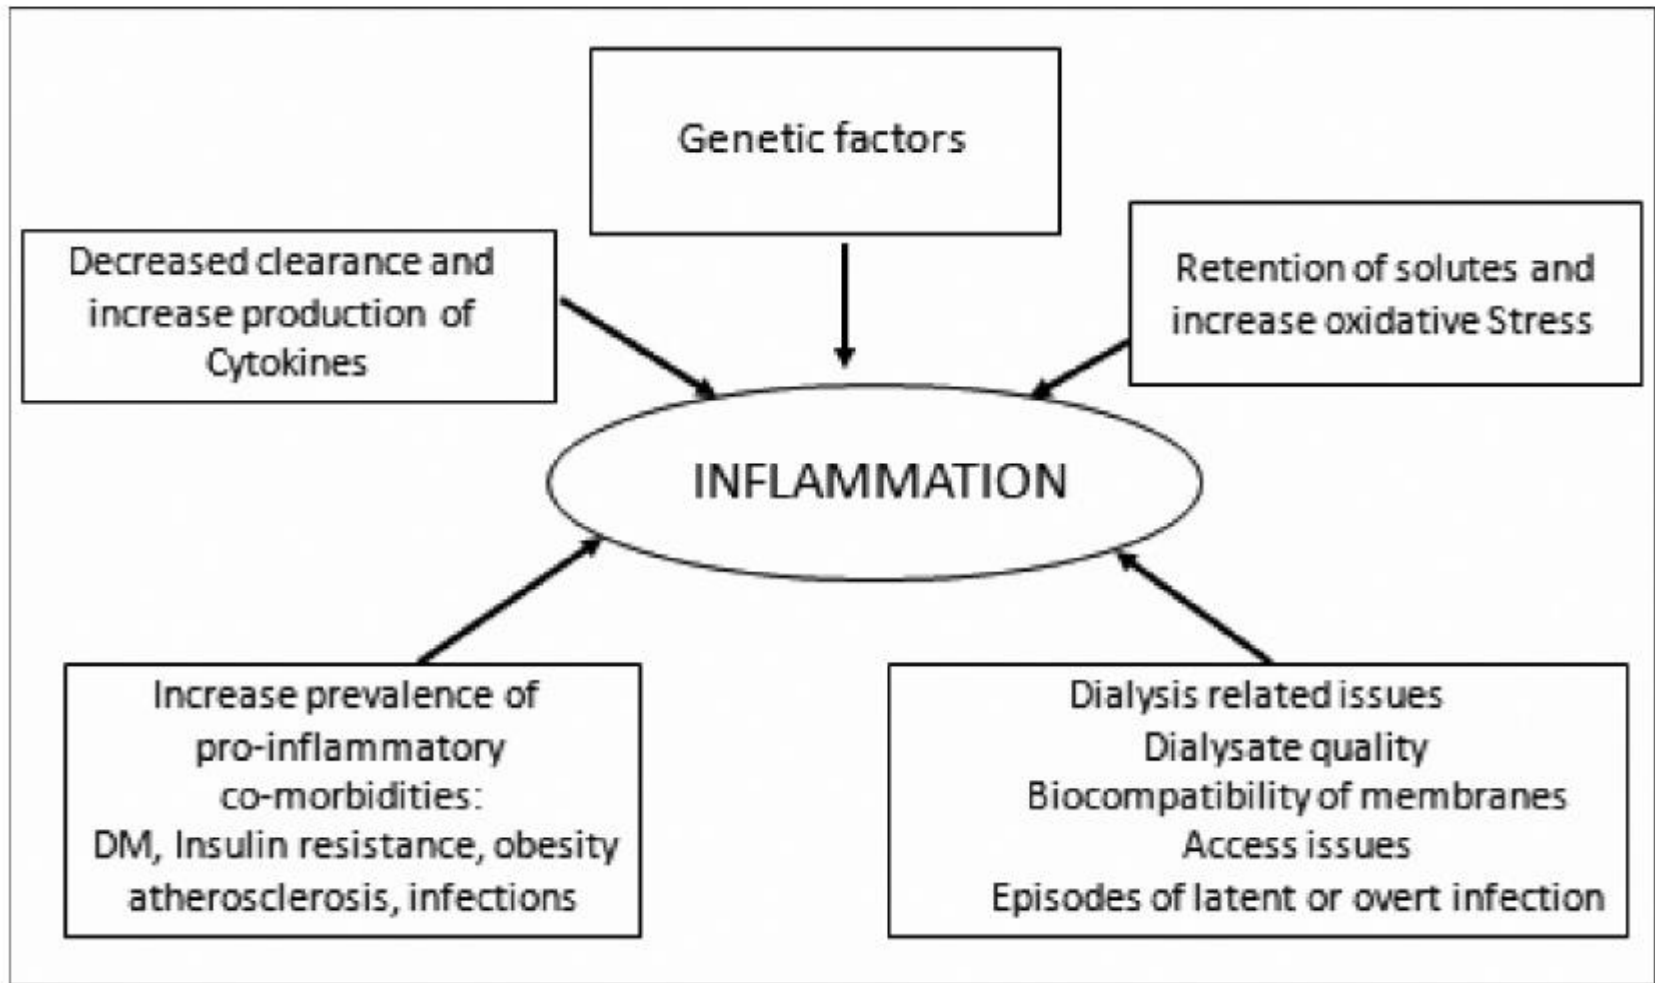 Genetic factors
Decreased clearance and
increase production of
Cytokines
Retention of solutes and
increase oxidative Stress
INFLAMMATION
Increase prevalence of
pro-inflammatory
co-morbidities:
DM, Insulin resistance, obesity
atherosclerosis, infections
Dialysis related issues
Dialysate quality
Biocompatibility of membranes
Access issues
Episodes of latent or overt infection